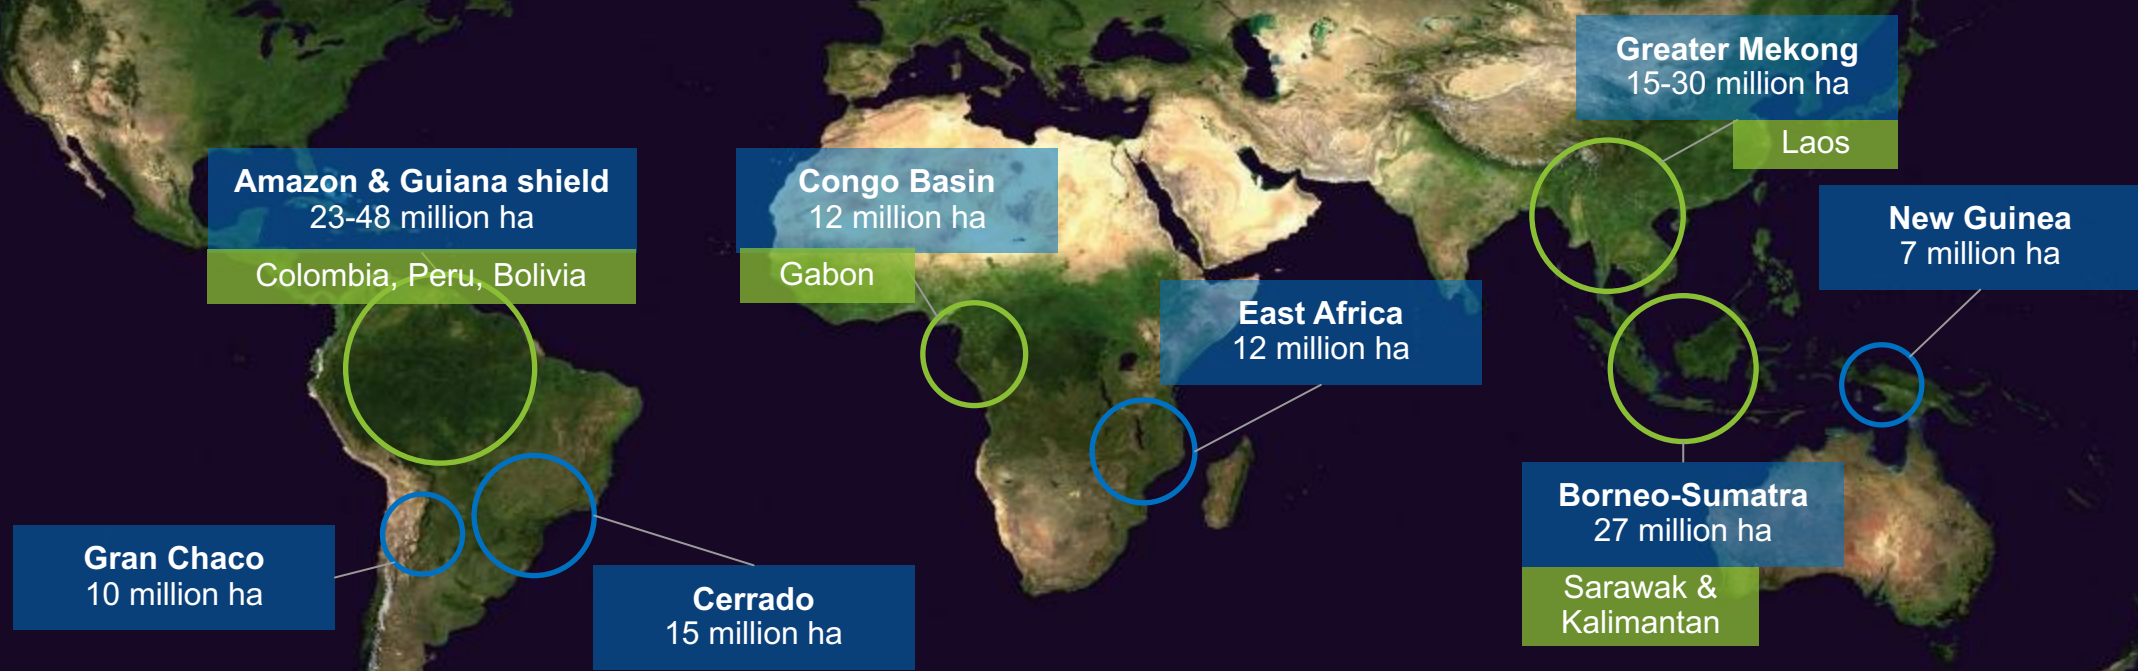 Greater Mekong
15-30 million ha
Laos
Amazon & Guiana shield
23-48 million ha
Colombia, Peru, Bolivia
Congo Basin
12 million ha
Gabon
New Guinea
7 million ha
East Africa
12 million ha
Borneo-Sumatra
27 million ha
Sarawak &
Kalimantan
Gran Chaco
10 million ha
Cerrado
15 million ha